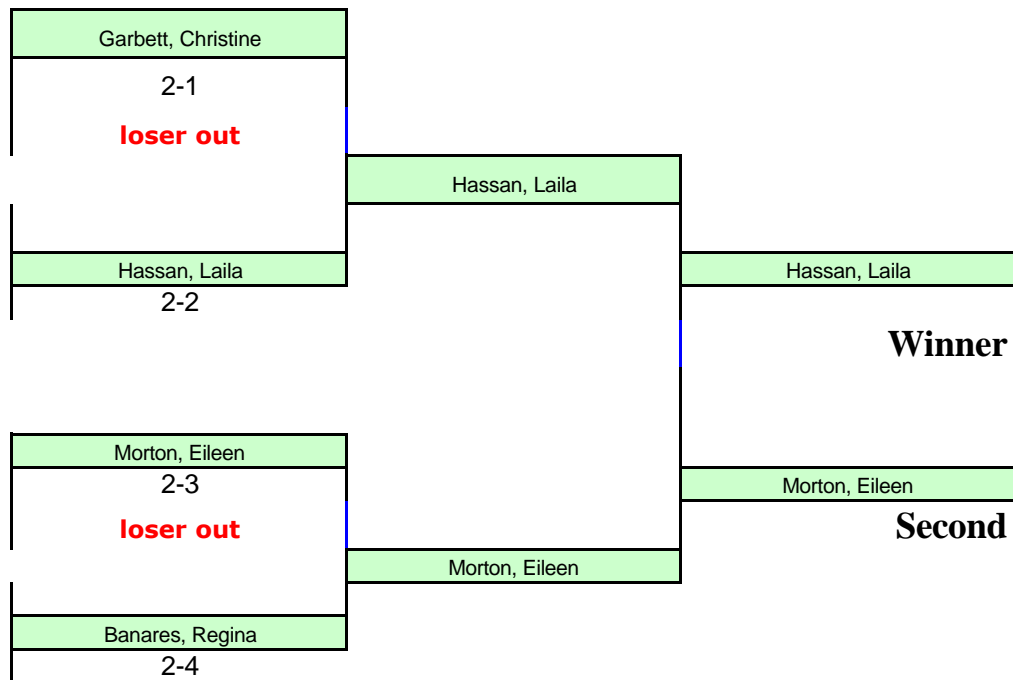 Garbett, Christine
2-1
loser out
Hassan, Laila
Hassan, Laila
2-2
Hassan, Laila
Winner
Morton, Eileen
2-3
loser out
Morton, Eileen
Second
Morton, Eileen
Banares, Regina
2-4